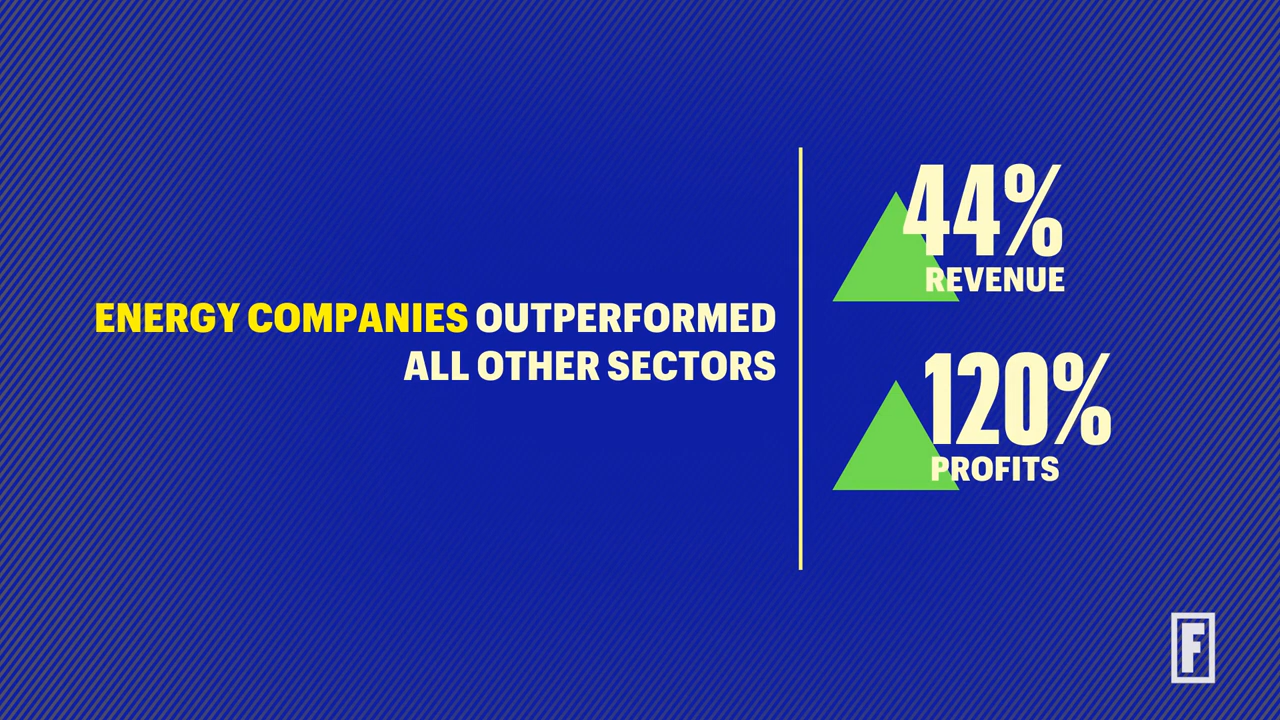 ENERGY COMPANIES OUTPERFORMED
ALL OTHER SECTORS
44%
REVENUE
120%
PROFITS
F